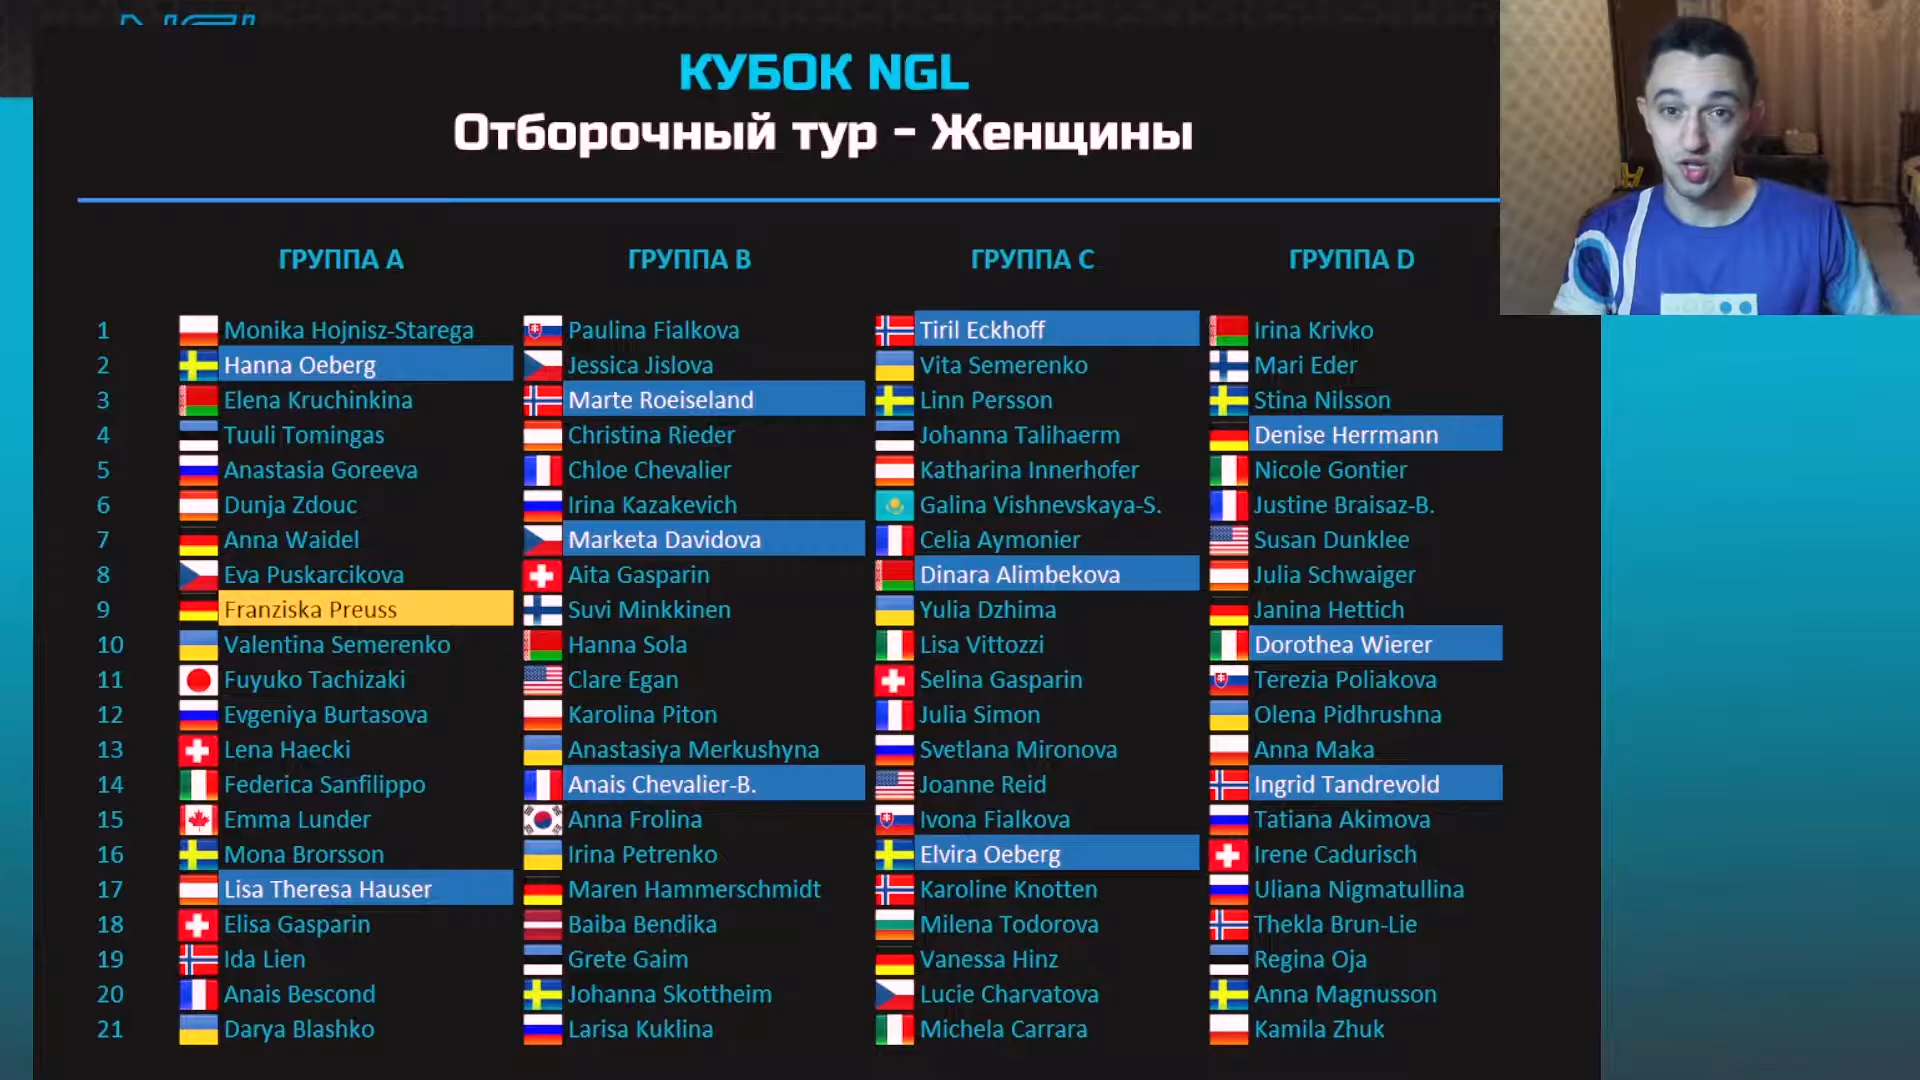 КУБОК NGL
Отборочный тур - Женщины
ГРУППА A ГРУППА B ГРУППА C ГРУППА D
1 Monika Hojnisz-Starega Paulina Fialkova Tiril Eckhoff Irina Krivko
2 Hanna Oeberg Jessica Jislova Vita Semerenko Mari Eder
3 Elena Kruchinkina Marte Roeiseland Linn Persson Stina Nilsson
4 Tuuli Tomingas Christina Rieder Johanna Talihaerm Denise Herrmann
5 Anastasia Goreeva Chloe Chevalier Katharina Innerhofer Nicole Gontier
6 Dunja Zdouc Irina Kazakevich Galina Vishnevskaya-S. Justine Braisaz-B.
7 Anna Waidel Marketa Davidova Celia Aymonier Susan Dunklee
8 Eva Puskarcikova Aita Gasparin Dinara Alimbekova Julia Schwaiger
9 Franziska Preuss Suvi Minkkinen Yulia Dzhima Janina Hettich
10 Valentina Semerenko Hanna Sola Lisa Vittozzi Dorothea Wierer
11 Fuyuko Tachizaki Clare Egan Selina Gasparin Terezia Poliakova
12 Evgeniya Burtasova Karolina Piton Julia Simon Olena Pidhrushna
13 Lena Haecki Anastasiya Merkushyna Svetlana Mironova Anna Maka
14 Federica Sanfilippo Anais Chevalier-B. Joanne Reid Ingrid Tandrevold
15 Emma Lunder Anna Frolina Ivona Fialkova Tatiana Akimova
16 Mona Brorsson Irina Petrenko Elvira Oeberg Irene Cadurisch
17 Lisa Theresa Hauser Maren Hammerschmidt Karoline Knotten Uliana Nigmatullina
18 Elisa Gasparin Baiba Bendika Milena Todorova Thekla Brun-Lie
19 Ida Lien Grete Gaim Vanessa Hinz Regina Oja
20 Anais Bescond Johanna Skottheim Lucie Charvatova Anna Magnusson
21 Darya Blashko Larisa Kuklina Michela Carrara Kamila Zhuk